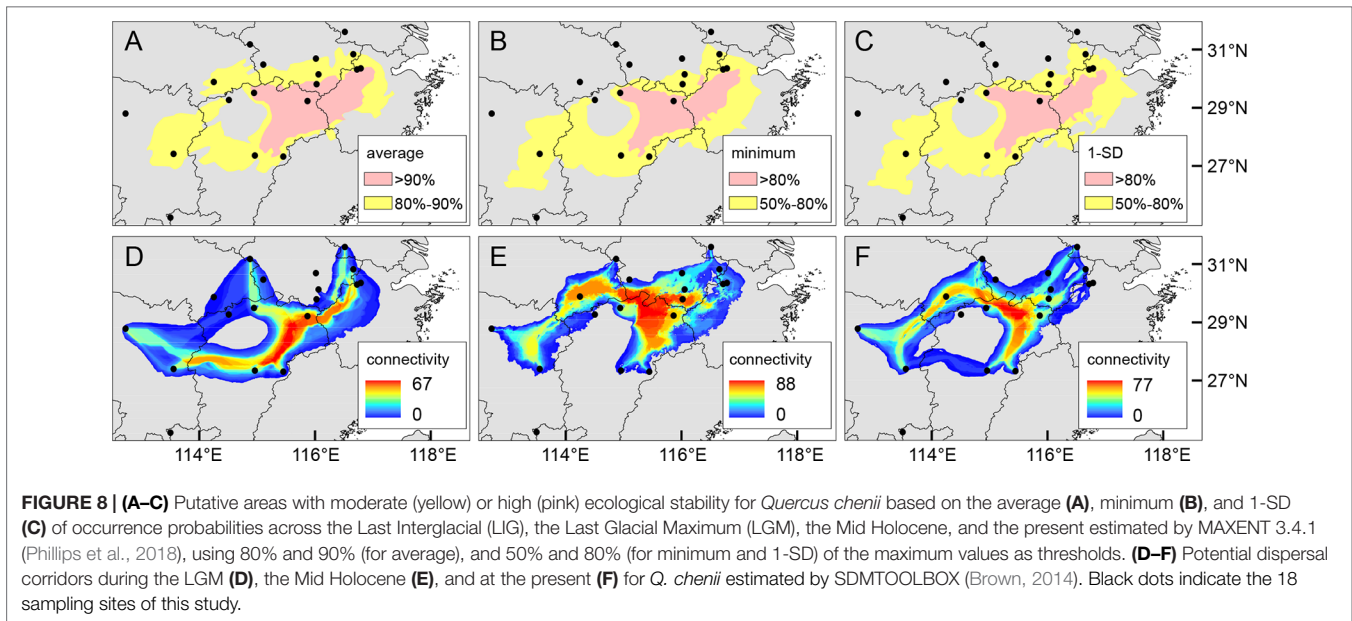 A
average
>90%
80%-90%
B
minimum
>80%
50%-80%
C
1-SD
>80%
50%-80%
31°N
29°N
27°N
D
connectivity
67
0
E
connectivity
88
0
F
connectivity
77
0
31°N
29°N
27°N
114°E 116°E 118°E
114°E 116°E 118°E
114°E 116°E 118°E
FIGURE 8 | (A–C) Putative areas with moderate (yellow) or high (pink) ecological stability for Quercus chenii based on the average (A), minimum (B), and 1-SD
(C) of occurrence probabilities across the Last Interglacial (LIG), the Last Glacial Maximum (LGM), the Mid Holocene, and the present estimated by MAXENT 3.4.1
(Phillips et al., 2018), using 80% and 90% (for average), and 50% and 80% (for minimum and 1-SD) of the maximum values as thresholds. (D–F) Potential dispersal
corridors during the LGM (D), the Mid Holocene (E), and at the present (F) for Q. chenii estimated by SDMTOOLBOX (Brown, 2014). Black dots indicate the 18
sampling sites of this study.